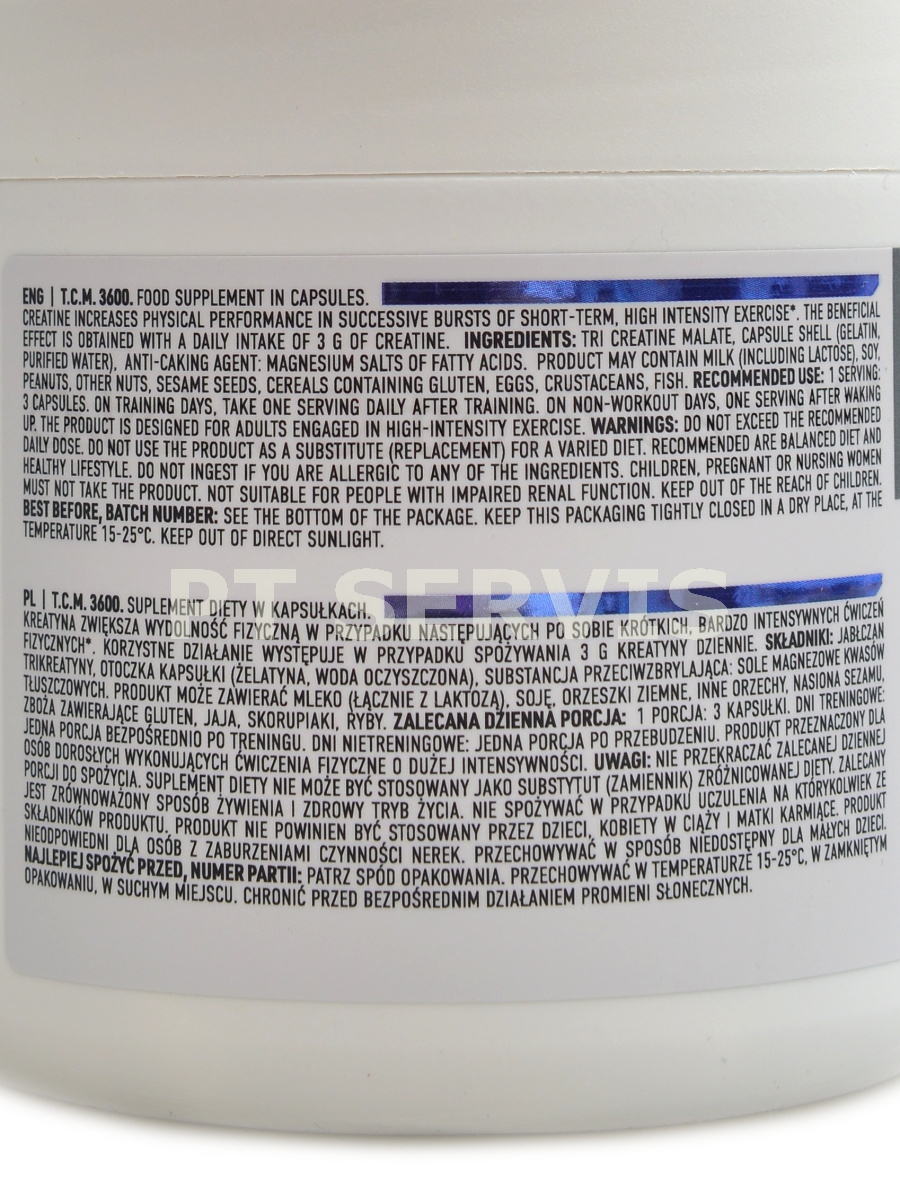 ENG | T.C.M. 3600. FOOD SUPPLEMENT IN CAPSULES.
CREATINE INCREASES PHYSICAL PERFORMANCE IN SUCCESSIVE BURSTS OF SHORT-TERM, HIGH INTENSITY EXERCISE*. THE BENEFICIAL
EFFECT IS OBTAINED WITH A DAILY INTAKE OF 3 G OF CREATINE. INGREDIENTS: TRI CREATINE MALATE, CAPSULE SHELL (GELATIN,
PURIFIED WATER), ANTI-CAKING AGENT: MAGNESIUM SALTS OF FATTY ACIDS. PRODUCT MAY CONTAIN MILK (INCLUDING LACTOSE), SOY,
PEANUTS, OTHER NUTS, SESAME SEEDS, CEREALS CONTAINING GLUTEN, EGGS, CRUSTACEANS, FISH. RECOMMENDED USE: 1 SERVING:
3 CAPSULES. ON TRAINING DAYS, TAKE ONE SERVING DAILY AFTER TRAINING. ON NON-WORKOUT DAYS, ONE SERVING AFTER WAKING
UP. THE PRODUCT IS DESIGNED FOR ADULTS ENGAGED IN HIGH-INTENSITY EXERCISE. WARNINGS: DO NOT EXCEED THE RECOMMENDED
DAILY DOSE. DO NOT USE THE PRODUCT AS A SUBSTITUTE (REPLACEMENT) FOR A VARIED DIET. RECOMMENDED ARE BALANCED DIET AND
HEALTHY LIFESTYLE. DO NOT INGEST IF YOU ARE ALLERGIC TO ANY OF THE INGREDIENTS. CHILDREN, PREGNANT OR NURSING WOMEN
MUST NOT TAKE THE PRODUCT. NOT SUITABLE FOR PEOPLE WITH IMPAIRED RENAL FUNCTION. KEEP OUT OF THE REACH OF CHILDREN.
BEST BEFORE, BATCH NUMBER: SEE THE BOTTOM OF THE PACKAGE. KEEP THIS PACKAGING TIGHTLY CLOSED IN A DRY PLACE, AT THE
TEMPERATURE 15-25°C. KEEP OUT OF DIRECT SUNLIGHT.
PT SERVIS
PL | T.C.M. 3600. SUPLEMENT DIETY W KAPSUŁKACH.
KREATYNA ZWIĘKSZA WYDOLNOŚĆ FIZYCZNĄ W PRZYPADKU NASTĘPUJĄCYCH PO SOBIE KRÓTKICH, BARDZO INTENSYWNYCH ĆWICZEŃ
FIZYCZNYCH*. KORZYSTNE DZIAŁANIE WYSTĘPUJE W PRZYPADKU SPOŻYWANIA 3 G KREATYNY DZIENNIE. SKŁADNIKI: JABŁCZAN
TRIKREATYNY, OTOCZKA KAPSUŁKI (ŻELATYNA, WODA OCZYSZCZONA), SUBSTANCJA PRZECIWZBRYLAJĄCA: SOLE MAGNEZOWE KWASÓW
TŁUSZCZOWYCH. PRODUKT MOŻE ZAWIERAĆ MLEKO (ŁĄCZNIE Z LAKTOZĄ), SOJĘ, ORZESZKI ZIEMNE, INNE ORZECHY, NASIONA SEZAMU,
ZBOŻA ZAWIERAJĄCE GLUTEN, JAJA, SKORUPIAKI, RYBY. ZALECANA DZIENNA PORCJA: 1 PORCJA: 3 KAPSUŁKI. DNI TRENINGOWE:
JEDNA PORCJA BEZPOŚREDNIO PO TRENINGU. DNI NIETRENINGOWE: JEDNA PORCJA PO PRZEBUDZENIU. PRODUKT PRZEZNACZONY DLA
OSÓB DOROSŁYCH WYKONUJĄCYCH ĆWICZENIA FIZYCZNE O DUŻEJ INTENSYWNOŚCI. UWAGI: NIE PRZEKRACZAĆ ZALECANEJ DZIENNEJ
PORCJI DO SPOŻYCIA. SUPLEMENT DIETY NIE MOŻE BYĆ STOSOWANY JAKO SUBSTYTUT (ZAMIENNIK) ZRÓŻNICOWANEJ DIETY. ZALECANY
JEST ZRÓWNOWAŻONY SPOSÓB ŻYWIENIA I ZDROWY TRYB ŻYCIA. NIE SPOŻYWAĆ W PRZYPADKU UCZULENIA NA KTÓRYKOLWIEK ZE
SKŁADNIKÓW PRODUKTU. PRODUKT NIE POWINIEN BYĆ STOSOWANY PRZEZ DZIECI, KOBIETY W CIĄŻY I MATKI KARMIĄCE. PRODUKT
NIEODPOWIEDNI DLA OSÓB Z ZABURZENIAMI CZYNNOŚCI NEREK. PRZECHOWYWAĆ W SPOSÓB NIEDOSTĘPNY DLA MAŁYCH DZIECI.
NAJLEPIEJ SPOŻYĆ PRZED, NUMER PARTII: PATRZ SPÓD OPAKOWANIA. PRZECHOWYWAĆ W TEMPERATURZE 15-25°C, W ZAMKNIĘTYM
OPAKOWANIU, W SUCHYM MIEJSCU. CHRONIĆ PRZED BEZPOŚREDNIM DZIAŁANIEM PROMIENI SŁONECZNYCH.